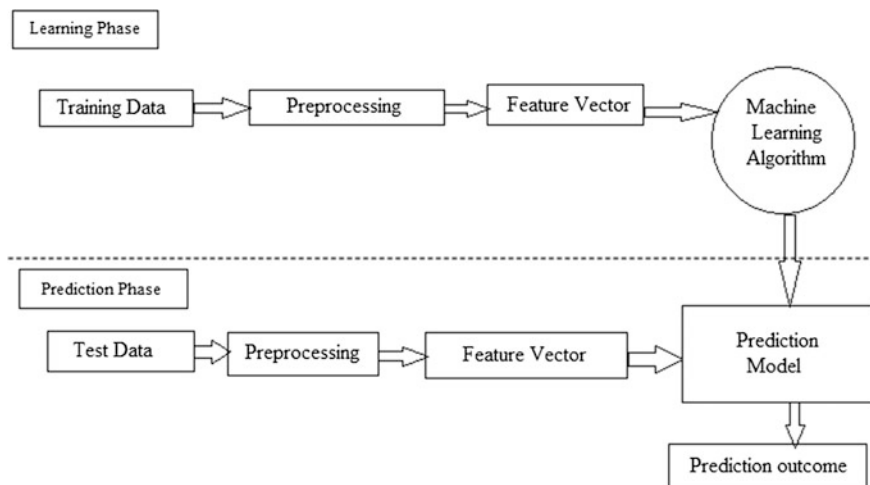 Learning Phase
Training Data
Preprocessing
Feature Vector
Machine
Learning
Algorithm
Prediction Phase
Test Data
Preprocessing
Feature Vector
Prediction
Model
Prediction outcome